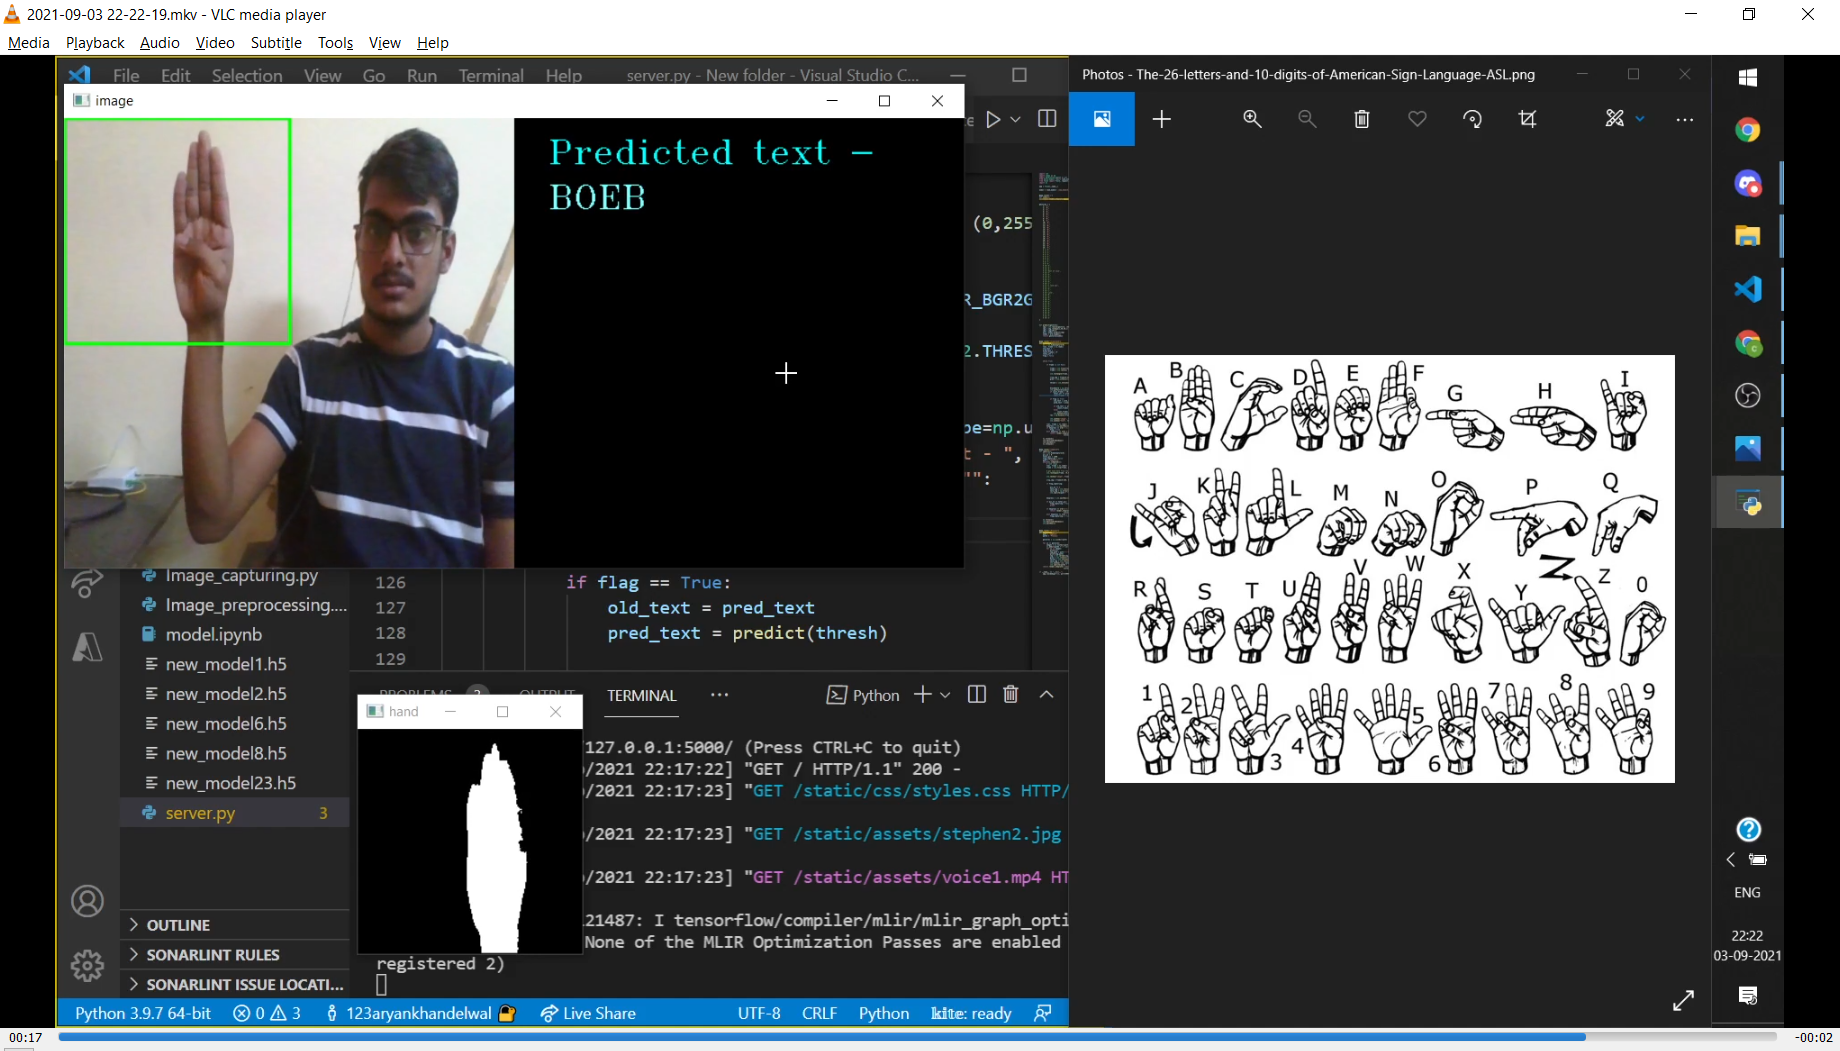 2021-09-03 22-22-19.mkv - VLC media player
Media Playback Audio Video Subtitle Tools View Help
File Edit Selection View Go Run Terminal Help server.py - New folder - Visual Studio C...
image
Predicted text -
BOEB
(0,255
R_BGR2G
2.THRES
pe=np.u
t - ",
"":
Image_capturing.py
Image_preprocessing....
model.ipynb
new_model1.h5
new_model2.h5
new_model6.h5
new_model8.h5
new_model23.h5
server.py 3
OUTLINE
SONARLINT RULES
SONARLINT ISSUE LOCATI...
126 if flag == True:
127 old_text = pred_text
128 pred_text = predict(thresh)
129
PROBLEMS OUTPUT TERMINAL ... Python
hand
127.0.0.1:5000/ (Press CTRL+C to quit)
/2021 22:17:22] "GET / HTTP/1.1" 200 -
/2021 22:17:23] "GET /static/css/styles.css HTTP/
/2021 22:17:23] "GET /static/assets/stephen2.jpg
/2021 22:17:23] "GET /static/assets/voice1.mp4 HT
21487: I tensorflow/compiler/mlir/mlir_graph_opti
None of the MLIR Optimization Passes are enabled
registered 2)
Python 3.9.7 64-bit 0 3 123aryankhandelwal Live Share UTF-8 CRLF Python kite: ready
Photos - The-26-letters-and-10-digits-of-American-Sign-Language-ASL.png
A B C D E F G H I
J K L M N O P Q
R S T U V W X Y Z 0
1 2 3 4 5 6 7 8 9
ENG
22:22
03-09-2021
00:17 -00:02